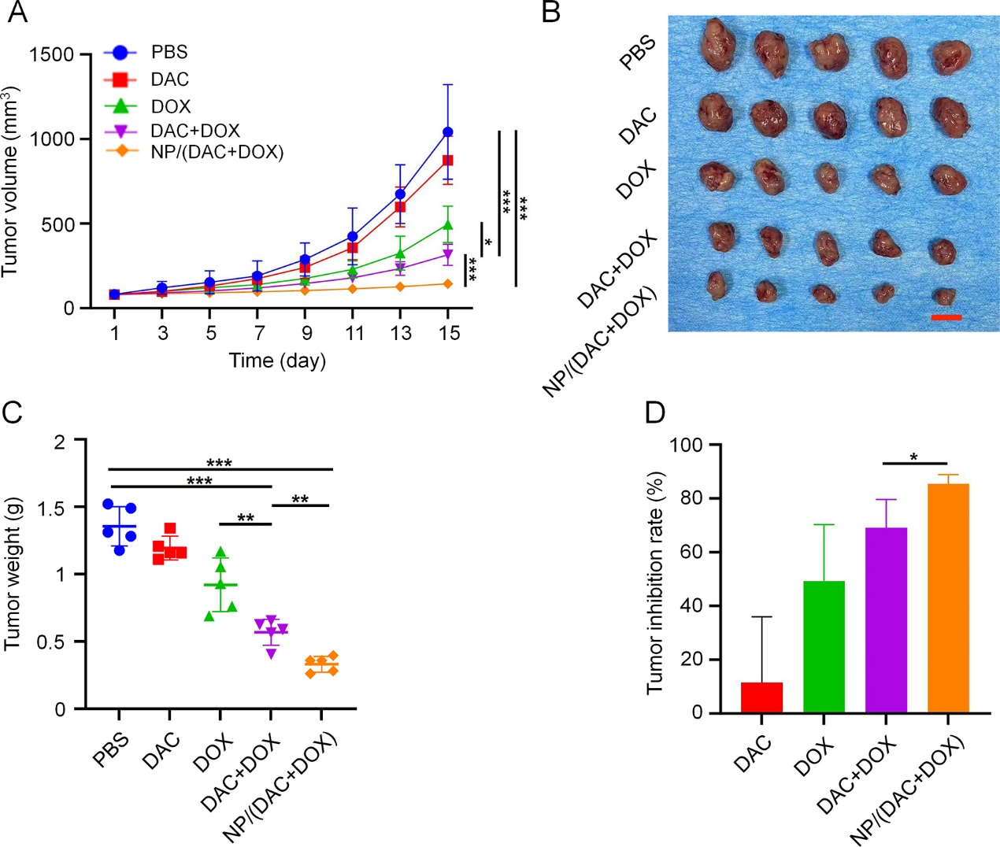 A
1500
1000
500
0
Tumor volume (mm³)
PBS
DAC
DOX
DAC+DOX
NP/(DAC+DOX)
***
*
***
***
1 3 5 7 9 11 13 15
Time (day)
B
PBS
DAC
DOX
DAC+DOX
NP/(DAC+DOX)
C
2
1.5
1
0.5
0
Tumor weight (g)
***
***
**
**
PBS
DAC
DOX
DAC+DOX
NP/(DAC+DOX)
D
100
80
60
40
20
0
Tumor inhibition rate (%)
*
DAC
DOX
DAC+DOX
NP/(DAC+DOX)